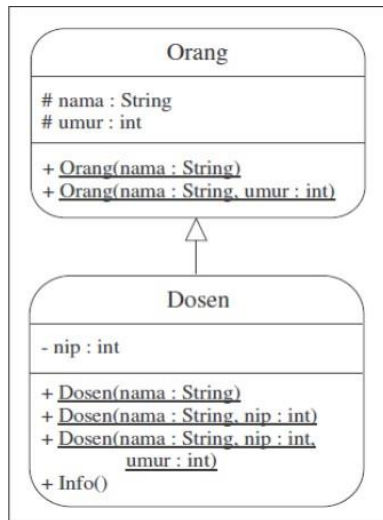 Orang
# nama : String
# umur : int
+ Orang(nama : String)
+ Orang(nama : String, umur : int)
Dosen
- nip : int
+ Dosen(nama : String)
+ Dosen(nama : String, nip : int)
+ Dosen(nama : String, nip : int,
umur : int)
+ Info()